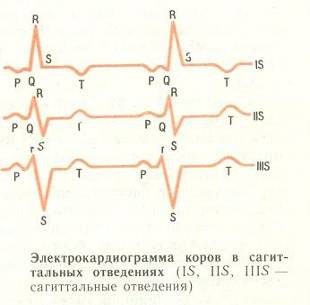 R R
S S IS
P Q T P Q T
R R IIS
P Q S T P Q S T
r r IIIS
P S T P S T
Электрокардиограмма коров в сагит-
тальных отведениях (IS, IIS, IIIS —
сагиттальные отведения)